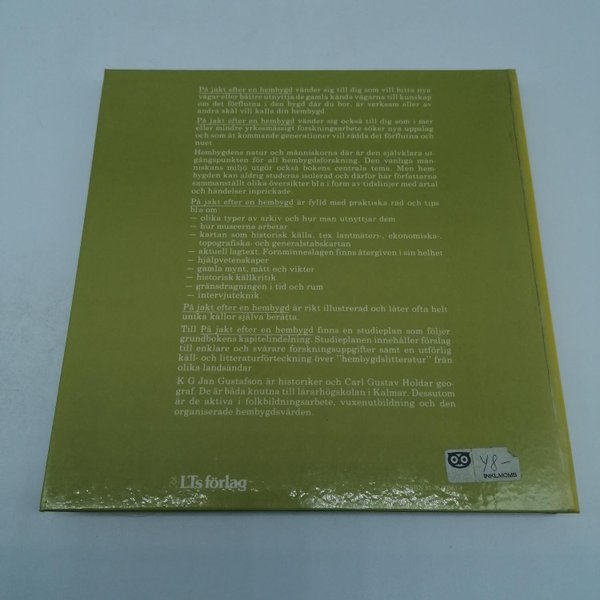 På jakt efter en hembygd vänder sig till dig som vill hitta nya
vägar eller bättre utnyttja de gamla kända vägarna till kunskap
om det förflutna i den bygd där du bor, är verksam eller av
andra skäl vill kalla din hembygd.
På jakt efter en hembygd vänder sig också till dig som i mer
eller mindre yrkesmässigt forskningsarbete söker nya uppslag
och som åt kommande generationer vill rädda det förflutna och
nuet.
Hembygdens natur och människorna där är den självklara ut-
gångspunkten för all hembygdsforskning. Den vanliga män-
niskans miljö utgör också bokens centrala tema. Men hem-
bygden kan aldrig studeras isolerad och därför har författarna
sammanställt olika översikter bl a i form av tidslinjer med årtal
och händelser inprickade.
På jakt efter en hembygd är fylld med praktiska råd och tips
bl a om
– olika typer av arkiv och hur man utnyttjar dem
– hur museerna arbetar
– kartan som historisk källa, t ex lantmäteri-, ekonomiska-,
topografiska- och generalstabskartan
– aktuell lagtext. Fornminneslagen finns återgiven i sin helhet
– hjälpvetenskaper
– gamla mynt, mått och vikter
– historisk källkritik
– gränsdragningen i tid och rum
– intervjuteknik
På jakt efter en hembygd är rikt illustrerad och låter ofta helt
unika källor själva berätta.
Till På jakt efter en hembygd finns en studieplan som följer
grundbokens kapitelindelning. Studieplanen innehåller förslag
till enklare och svårare forskningsuppgifter samt en utförlig
käll- och litteraturförteckning över "hembygdslitteratur" från
olika landsändar
K G Jan Gustafson är historiker och Carl Gustav Holdar geo-
graf. De är båda knutna till lärarhögskolan i Kalmar. Dessutom
är de aktiva i folkbildningsarbete, vuxenutbildning och den
organiserade hembygdsvården.
LTs förlag
48–
INKL.MOMS